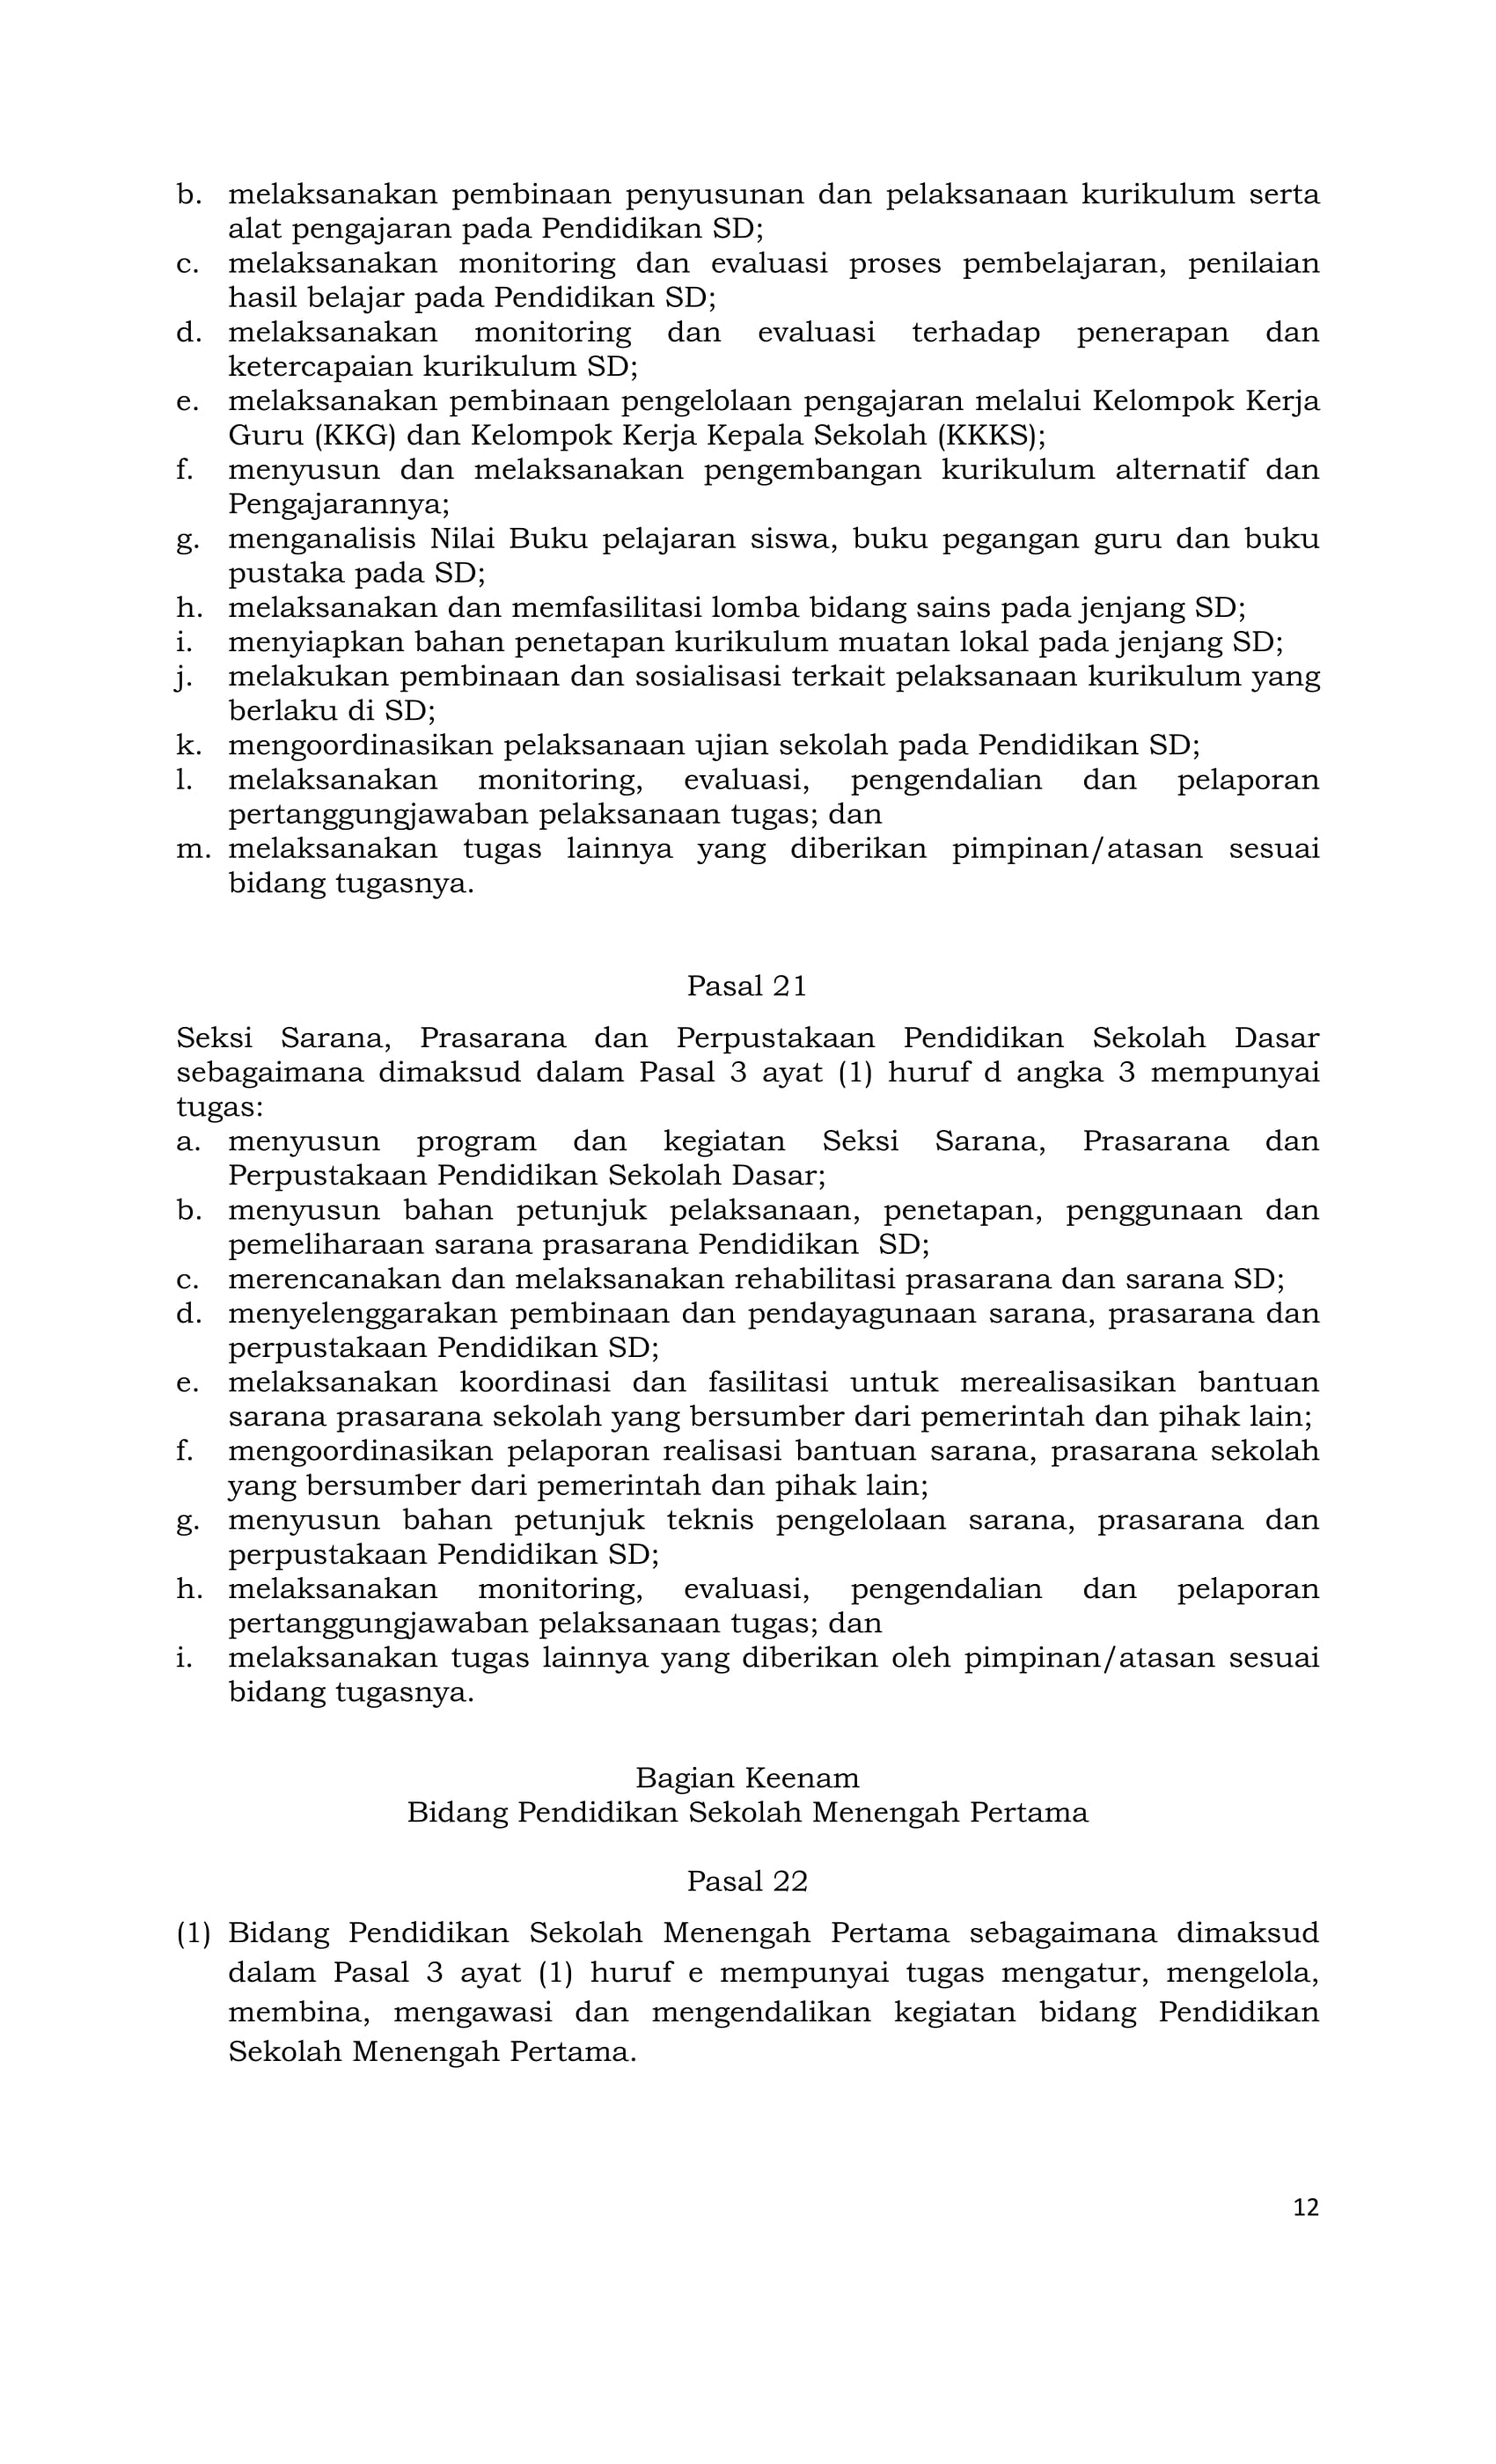 b. melaksanakan pembinaan penyusunan dan pelaksanaan kurikulum serta
alat pengajaran pada Pendidikan SD;
c. melaksanakan monitoring dan evaluasi proses pembelajaran, penilaian
hasil belajar pada Pendidikan SD;
d. melaksanakan monitoring dan evaluasi terhadap penerapan dan
ketercapaian kurikulum SD;
e. melaksanakan pembinaan pengelolaan pengajaran melalui Kelompok Kerja
Guru (KKG) dan Kelompok Kerja Kepala Sekolah (KKKS);
f. menyusun dan melaksanakan pengembangan kurikulum alternatif dan
Pengajarannya;
g. menganalisis Nilai Buku pelajaran siswa, buku pegangan guru dan buku
pustaka pada SD;
h. melaksanakan dan memfasilitasi lomba bidang sains pada jenjang SD;
i. menyiapkan bahan penetapan kurikulum muatan lokal pada jenjang SD;
j. melakukan pembinaan dan sosialisasi terkait pelaksanaan kurikulum yang
berlaku di SD;
k. mengoordinasikan pelaksanaan ujian sekolah pada Pendidikan SD;
l. melaksanakan monitoring, evaluasi, pengendalian dan pelaporan
pertanggungjawaban pelaksanaan tugas; dan
m. melaksanakan tugas lainnya yang diberikan pimpinan/atasan sesuai
bidang tugasnya.
Pasal 21
Seksi Sarana, Prasarana dan Perpustakaan Pendidikan Sekolah Dasar
sebagaimana dimaksud dalam Pasal 3 ayat (1) huruf d angka 3 mempunyai
tugas:
a. menyusun program dan kegiatan Seksi Sarana, Prasarana dan
Perpustakaan Pendidikan Sekolah Dasar;
b. menyusun bahan petunjuk pelaksanaan, penetapan, penggunaan dan
pemeliharaan sarana prasarana Pendidikan SD;
c. merencanakan dan melaksanakan rehabilitasi prasarana dan sarana SD;
d. menyelenggarakan pembinaan dan pendayagunaan sarana, prasarana dan
perpustakaan Pendidikan SD;
e. melaksanakan koordinasi dan fasilitasi untuk merealisasikan bantuan
sarana prasarana sekolah yang bersumber dari pemerintah dan pihak lain;
f. mengoordinasikan pelaporan realisasi bantuan sarana, prasarana sekolah
yang bersumber dari pemerintah dan pihak lain;
g. menyusun bahan petunjuk teknis pengelolaan sarana, prasarana dan
perpustakaan Pendidikan SD;
h. melaksanakan monitoring, evaluasi, pengendalian dan pelaporan
pertanggungjawaban pelaksanaan tugas; dan
i. melaksanakan tugas lainnya yang diberikan oleh pimpinan/atasan sesuai
bidang tugasnya.
Bagian Keenam
Bidang Pendidikan Sekolah Menengah Pertama
Pasal 22
(1) Bidang Pendidikan Sekolah Menengah Pertama sebagaimana dimaksud
dalam Pasal 3 ayat (1) huruf e mempunyai tugas mengatur, mengelola,
membina, mengawasi dan mengendalikan kegiatan bidang Pendidikan
Sekolah Menengah Pertama.
12